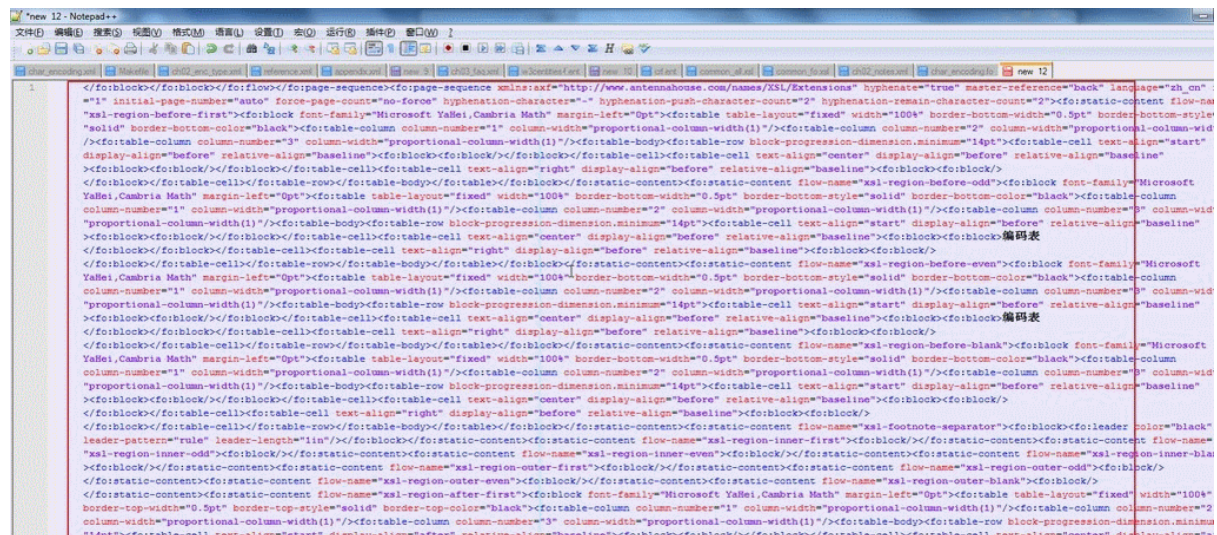 *new  12 - Notepad++
文件(F)  编辑(E)  搜索(S)  视图(V)  格式(M)  语言(L)  设置(T)  宏(O)  运行(R)  插件(P)  窗口(W)  ?
char_encoding.xml  Makefile  ch02_enc_type.xml  reference.xml  appendix.xml  new  9  ch03_faq.xml  w3centities-f.ent  new  10  ctf.ent  common_all.xsl  common_fo.xsl  ch02_notes.xml  char_encoding.fo  new  12
1
</fo:block></fo:block></fo:flow></fo:page-sequence><fo:page-sequence xmlns:axf="http://www.antennahouse.com/names/XSL/Extensions" hyphenate="true" master-reference="back" language="zh_cn"
="1" initial-page-number="auto" force-page-count="no-force" hyphenation-character="-" hyphenation-push-character-count="2" hyphenation-remain-character-count="2"><fo:static-content flow-na
"xsl-region-before-first"><fo:block font-family="Microsoft YaHei,Cambria Math" margin-left="0pt"><fo:table table-layout="fixed" width="100%" border-bottom-width="0.5pt" border-bottom-style
"solid" border-bottom-color="black"><fo:table-column column-number="1" column-width="proportional-column-width(1)"/><fo:table-column column-number="2" column-width="proportional-column-wid
/><fo:table-column column-number="3" column-width="proportional-column-width(1)"/><fo:table-body><fo:table-row block-progression-dimension.minimum="14pt"><fo:table-cell text-align="start"
display-align="before" relative-align="baseline"><fo:block><fo:block/></fo:block></fo:table-cell><fo:table-cell text-align="center" display-align="before" relative-align="baseline"
><fo:block><fo:block/></fo:block></fo:table-cell><fo:table-cell text-align="right" display-align="before" relative-align="baseline"><fo:block><fo:block/>
</fo:block></fo:table-cell></fo:table-row></fo:table-body></fo:table></fo:block></fo:static-content><fo:static-content flow-name="xsl-region-before-odd"><fo:block font-family="Microsoft
YaHei,Cambria Math" margin-left="0pt"><fo:table table-layout="fixed" width="100%" border-bottom-width="0.5pt" border-bottom-style="solid" border-bottom-color="black"><fo:table-column
column-number="1" column-width="proportional-column-width(1)"/><fo:table-column column-number="2" column-width="proportional-column-width(1)"/><fo:table-column column-number="3" column-wid
"proportional-column-width(1)"/><fo:table-body><fo:table-row block-progression-dimension.minimum="14pt"><fo:table-cell text-align="start" display-align="before" relative-align="baseline"
><fo:block><fo:block/></fo:block></fo:table-cell><fo:table-cell text-align="center" display-align="before" relative-align="baseline"><fo:block><fo:block>编码表
</fo:block></fo:block></fo:table-cell><fo:table-cell text-align="right" display-align="before" relative-align="baseline"><fo:block><fo:block/>
</fo:block></fo:table-cell></fo:table-row></fo:table-body></fo:table></fo:block></fo:static-content><fo:static-content flow-name="xsl-region-before-even"><fo:block font-family="Microsoft
YaHei,Cambria Math" margin-left="0pt"><fo:table table-layout="fixed" width="100%" border-bottom-width="0.5pt" border-bottom-style="solid" border-bottom-color="black"><fo:table-column
column-number="1" column-width="proportional-column-width(1)"/><fo:table-column column-number="2" column-width="proportional-column-width(1)"/><fo:table-column column-number="3" column-wid
"proportional-column-width(1)"/><fo:table-body><fo:table-row block-progression-dimension.minimum="14pt"><fo:table-cell text-align="start" display-align="before" relative-align="baseline"
><fo:block><fo:block/></fo:block></fo:table-cell><fo:table-cell text-align="center" display-align="before" relative-align="baseline"><fo:block><fo:block>编码表
</fo:block></fo:block></fo:table-cell><fo:table-cell text-align="right" display-align="before" relative-align="baseline"><fo:block><fo:block/>
</fo:block></fo:table-cell></fo:table-row></fo:table-body></fo:table></fo:block></fo:static-content><fo:static-content flow-name="xsl-region-before-blank"><fo:block font-family="Microsoft
YaHei,Cambria Math" margin-left="0pt"><fo:table table-layout="fixed" width="100%" border-bottom-width="0.5pt" border-bottom-style="solid" border-bottom-color="black"><fo:table-column
column-number="1" column-width="proportional-column-width(1)"/><fo:table-column column-number="2" column-width="proportional-column-width(1)"/><fo:table-column column-number="3" column-wid
"proportional-column-width(1)"/><fo:table-body><fo:table-row block-progression-dimension.minimum="14pt"><fo:table-cell text-align="start" display-align="before" relative-align="baseline"
><fo:block><fo:block/></fo:block></fo:table-cell><fo:table-cell text-align="center" display-align="before" relative-align="baseline"><fo:block><fo:block/>
</fo:block></fo:table-cell><fo:table-cell text-align="right" display-align="before" relative-align="baseline"><fo:block><fo:block/>
</fo:block></fo:table-cell></fo:table-row></fo:table-body></fo:table></fo:block></fo:static-content><fo:static-content flow-name="xsl-footnote-separator"><fo:block><fo:leader color="black"
leader-pattern="rule" leader-length="1in"/></fo:block></fo:static-content><fo:static-content flow-name="xsl-region-inner-first"><fo:block/></fo:static-content><fo:static-content flow-name=
"xsl-region-inner-odd"><fo:block/></fo:static-content><fo:static-content flow-name="xsl-region-inner-even"><fo:block/></fo:static-content><fo:static-content flow-name="xsl-region-inner-blan
><fo:block/></fo:static-content><fo:static-content flow-name="xsl-region-outer-first"><fo:block/></fo:static-content><fo:static-content flow-name="xsl-region-outer-odd"><fo:block/>
</fo:static-content><fo:static-content flow-name="xsl-region-outer-even"><fo:block/></fo:static-content><fo:static-content flow-name="xsl-region-outer-blank"><fo:block/>
</fo:static-content><fo:static-content flow-name="xsl-region-after-first"><fo:block font-family="Microsoft YaHei,Cambria Math" margin-left="0pt"><fo:table table-layout="fixed" width="100%"
border-top-width="0.5pt" border-top-style="solid" border-top-color="black"><fo:table-column column-number="1" column-width="proportional-column-width(1)"/><fo:table-column column-number="2
column-width="proportional-column-width(1)"/><fo:table-column column-number="3" column-width="proportional-column-width(1)"/><fo:table-body><fo:table-row block-progression-dimension.minimu
"14pt"><fo:table-cell text-align="start" display-align="after" relative-align="baseline"><fo:block><fo:block/></fo:block></fo:table-cell><fo:table-cell text-align="center" display-align=